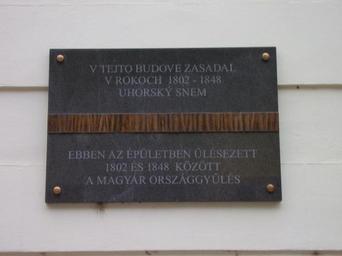 V TEJTO BUDOVE ZASADAL
V ROKOCH 1802 - 1848
UHORSKÝ SNEM
EBBEN AZ ÉPÜLETBEN ÜLÉSEZETT
1802 ÉS 1848 KÖZÖTT
A MAGYAR ORSZÁGGYŰLÉS